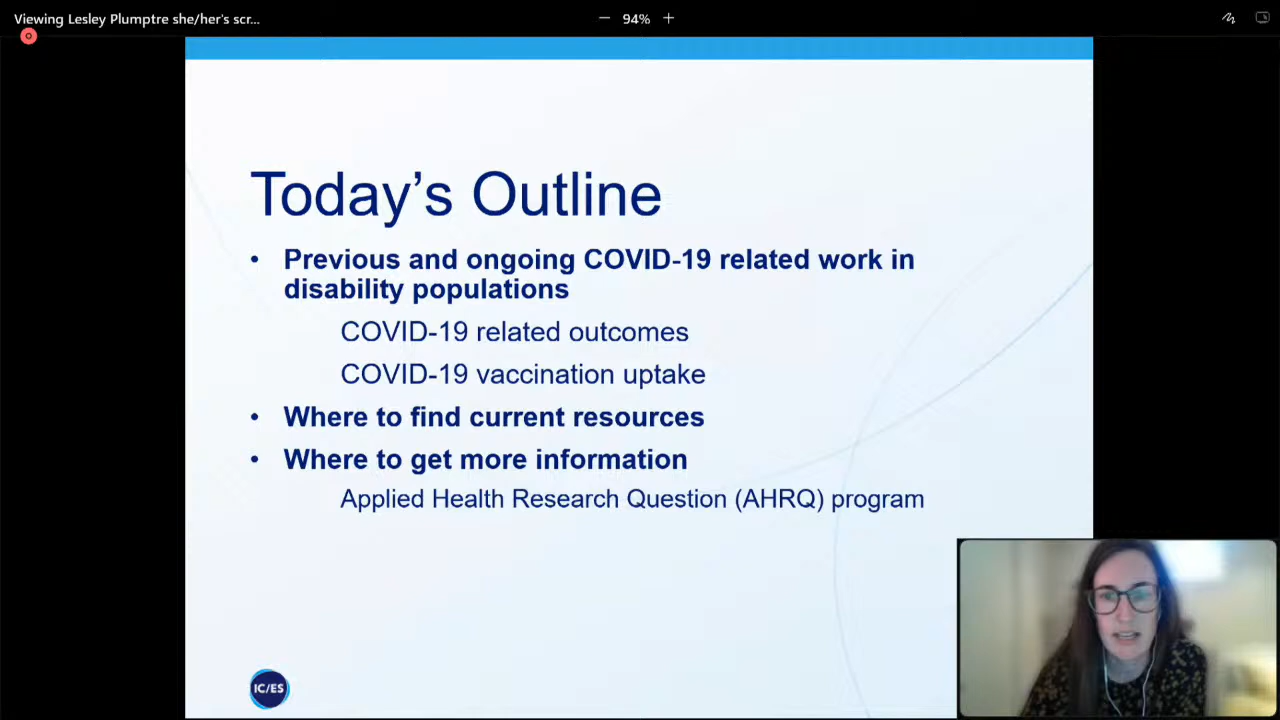 Viewing Lesley Plumptre she/her's scr...
94%
Today's Outline
• Previous and ongoing COVID-19 related work in
disability populations
COVID-19 related outcomes
COVID-19 vaccination uptake
• Where to find current resources
• Where to get more information
Applied Health Research Question (AHRQ) program
IC/ES